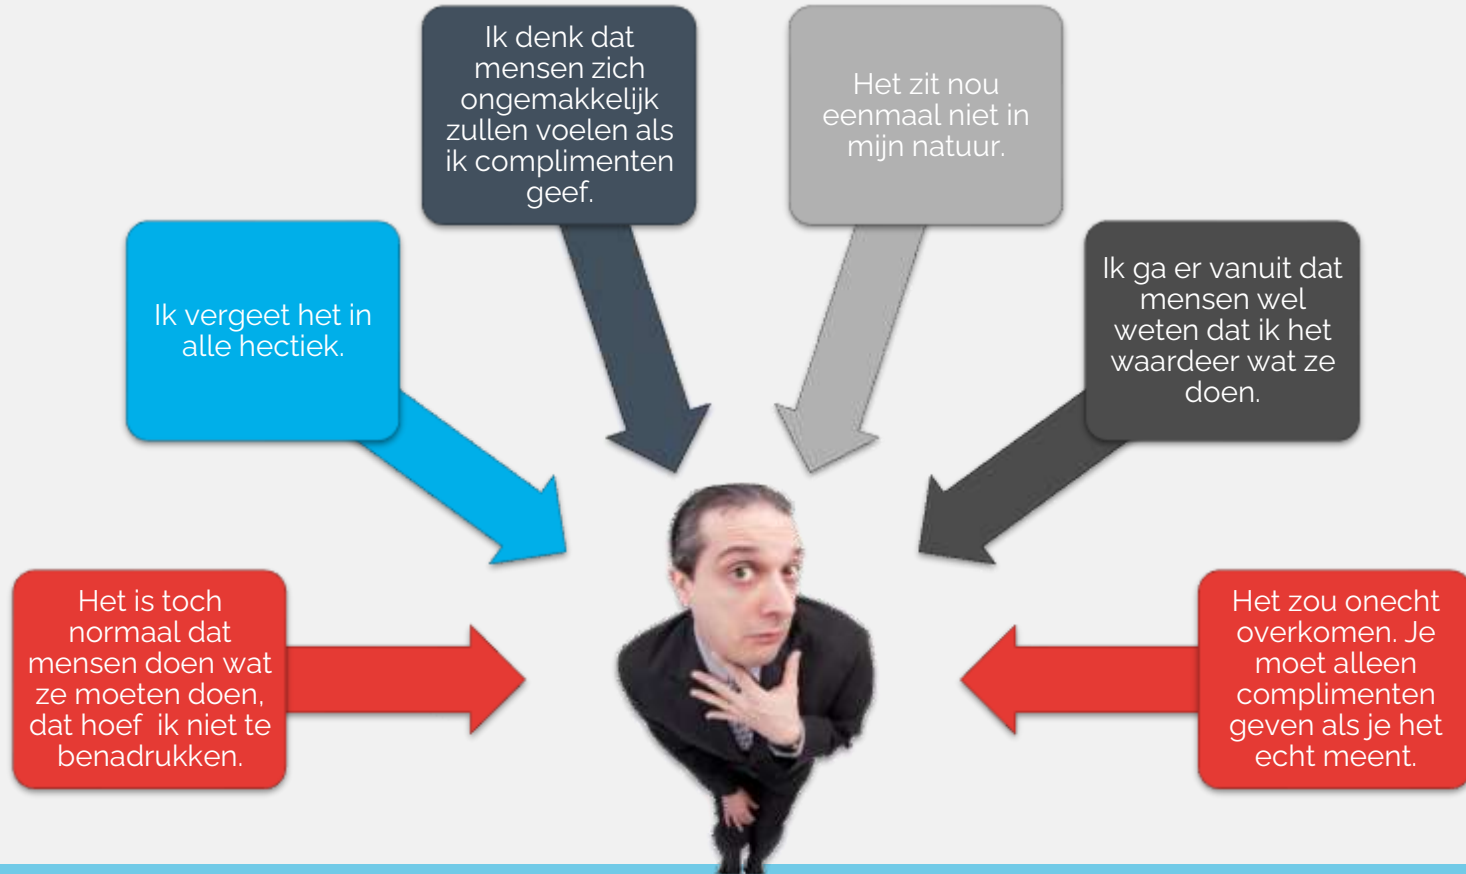 Ik denk dat
mensen zich
ongemakkelijk
zullen voelen als
ik complimenten
geef.
Het zit nou
eenmaal niet in
mijn natuur.
Ik vergeet het in
alle hectiek.
Ik ga er vanuit dat
mensen wel
weten dat ik het
waardeer wat ze
doen.
Het is toch
normaal dat
mensen doen wat
ze moeten doen,
dat hoef ik niet te
benadrukken.
Het zou onecht
overkomen. Je
moet alleen
complimenten
geven als je het
echt meent.